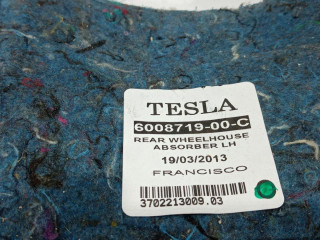 TESLA
6008719-00-C
REAR WHEELHOUSE
ABSORBER LH
19/03/2013
FRANCISCO
3702213009.03